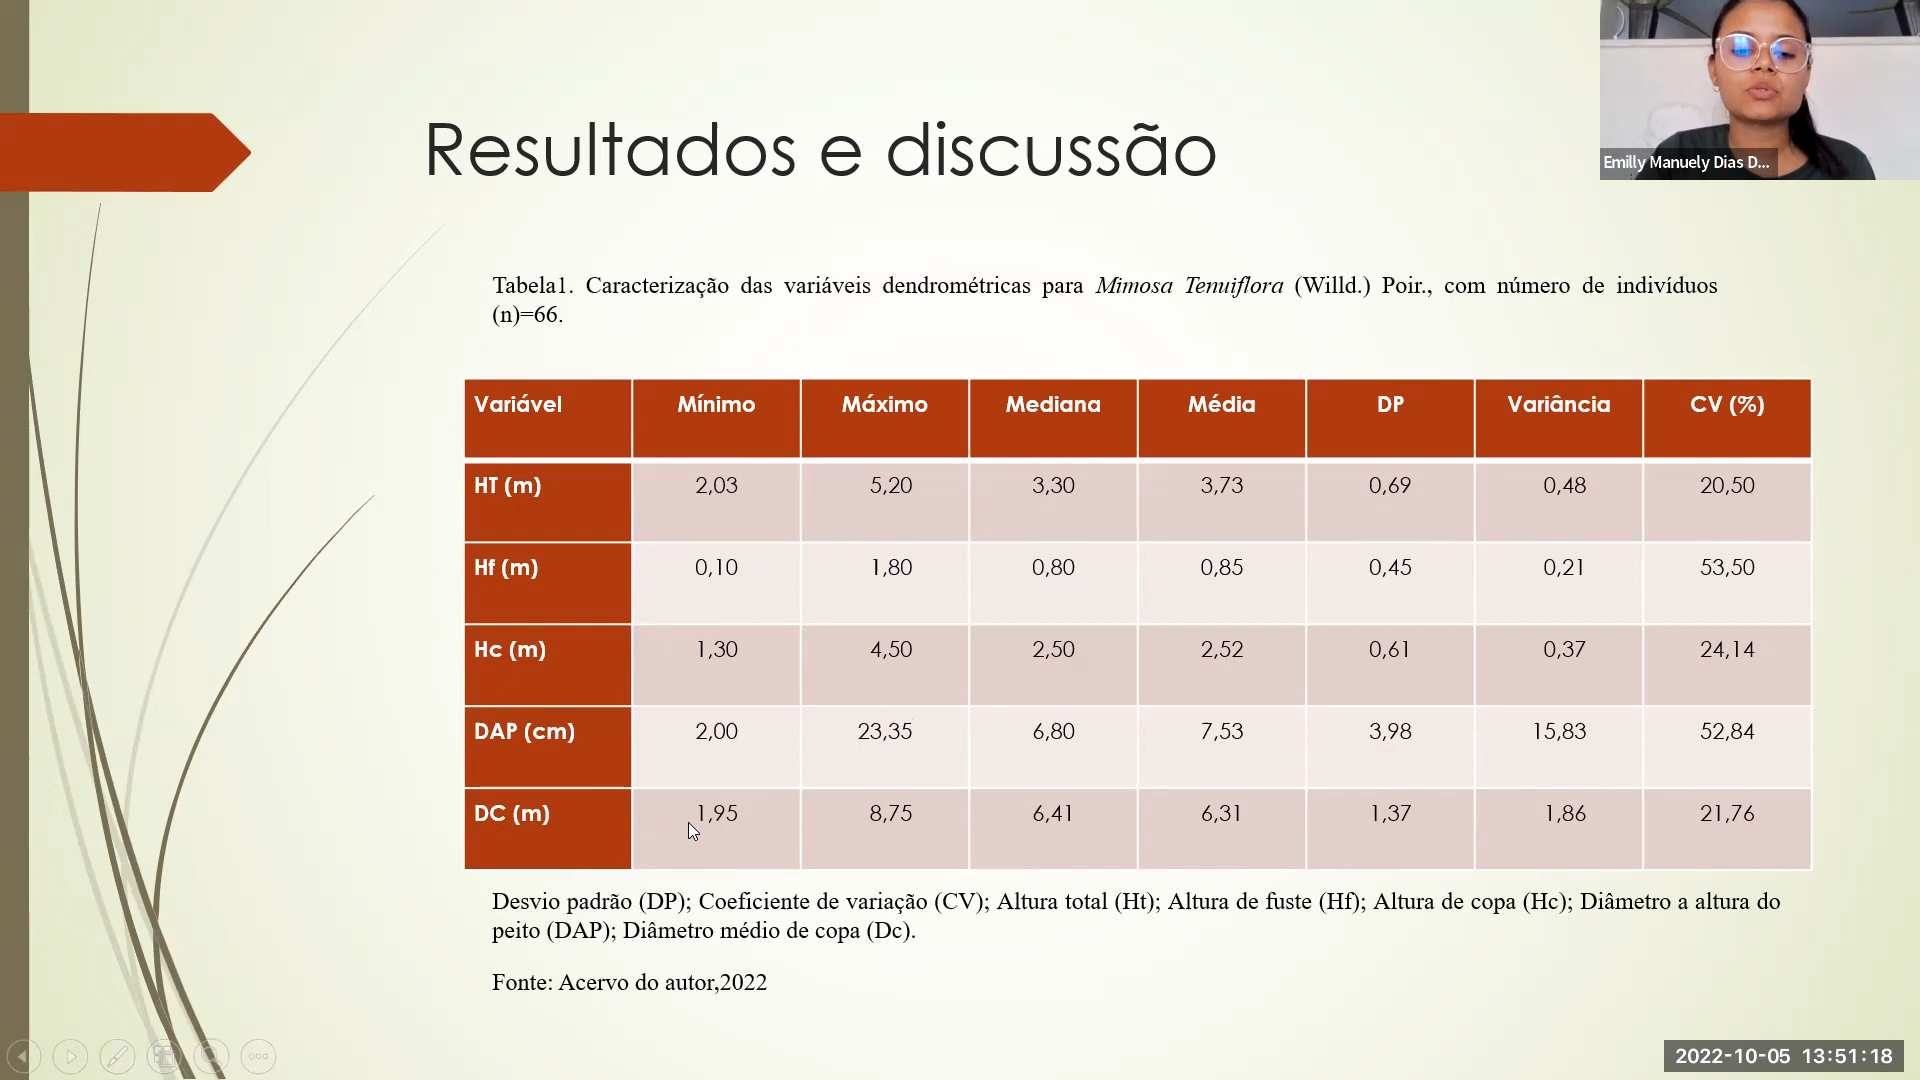 Emilly Manuely Dias D...
Resultados e discussão
Tabela1. Caracterização das variáveis dendrométricas para Mimosa Tenuiflora (Willd.) Poir., com número de indivíduos
(n)=66.
Variável Mínimo Máximo Mediana Média DP Variância CV (%)
HT (m) 2,03 5,20 3,30 3,73 0,69 0,48 20,50
Hf (m) 0,10 1,80 0,80 0,85 0,45 0,21 53,50
Hc (m) 1,30 4,50 2,50 2,52 0,61 0,37 24,14
DAP (cm) 2,00 23,35 6,80 7,53 3,98 15,83 52,84
DC (m) 1,95 8,75 6,41 6,31 1,37 1,86 21,76
Desvio padrão (DP); Coeficiente de variação (CV); Altura total (Ht); Altura de fuste (Hf); Altura de copa (Hc); Diâmetro a altura do
peito (DAP); Diâmetro médio de copa (Dc).
Fonte: Acervo do autor,2022
2022-10-05 13:51:18